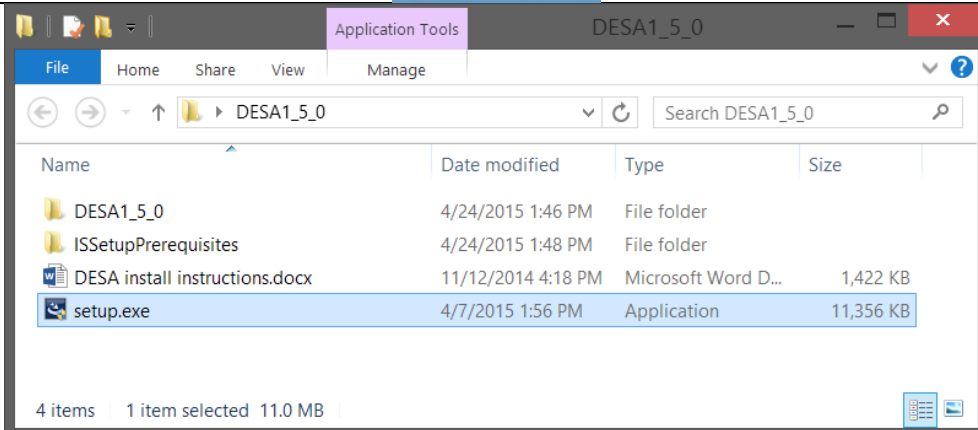 Application Tools DESA1_5_0
File Home Share View Manage
DESA1_5_0 Search DESA1_5_0
Name Date modified Type Size
DESA1_5_0 4/24/2015 1:46 PM File folder
ISSetupPrerequisites 4/24/2015 1:48 PM File folder
DESA install instructions.docx 11/12/2014 4:18 PM Microsoft Word D... 1,422 KB
setup.exe 4/7/2015 1:56 PM Application 11,356 KB
4 items 1 item selected 11.0 MB